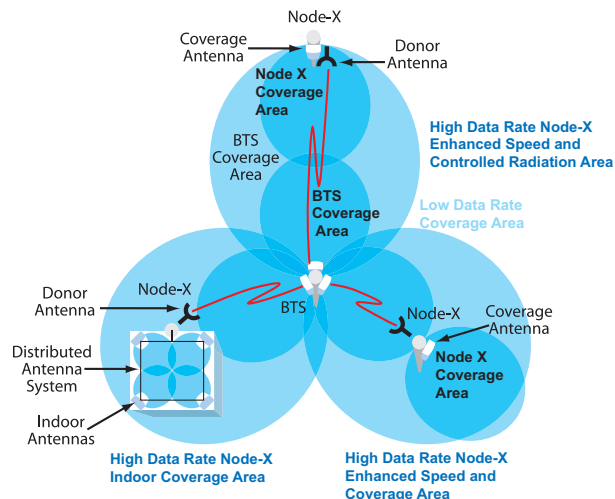 Node-X
Coverage
Antenna
Donor
Antenna
Node X
Coverage
Area
BTS
Coverage
Area
High Data Rate Node-X
Enhanced Speed and
Controlled Radiation Area
BTS
Coverage
Area
Low Data Rate
Coverage Area
Donor
Antenna
Node-X
BTS
Node-X
Coverage
Antenna
Distributed
Antenna
System
Node X
Coverage
Area
Indoor
Antennas
High Data Rate Node-X
Indoor Coverage Area
High Data Rate Node-X
Enhanced Speed and
Coverage Area